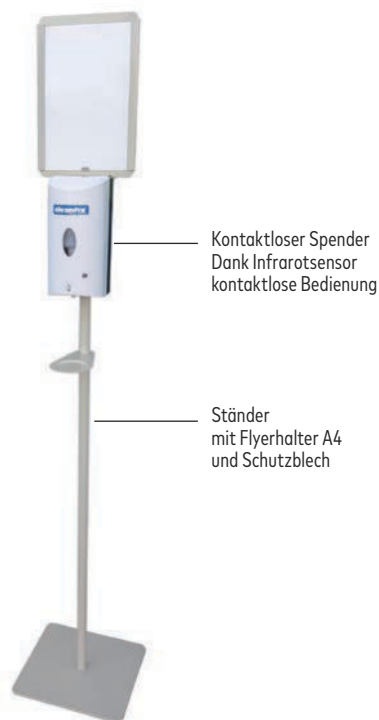 Kontaktloser Spender
Dank Infrarotsensor
kontaktlose Bedienung
Ständer
mit Flyerhalter A4
und Schutzblech